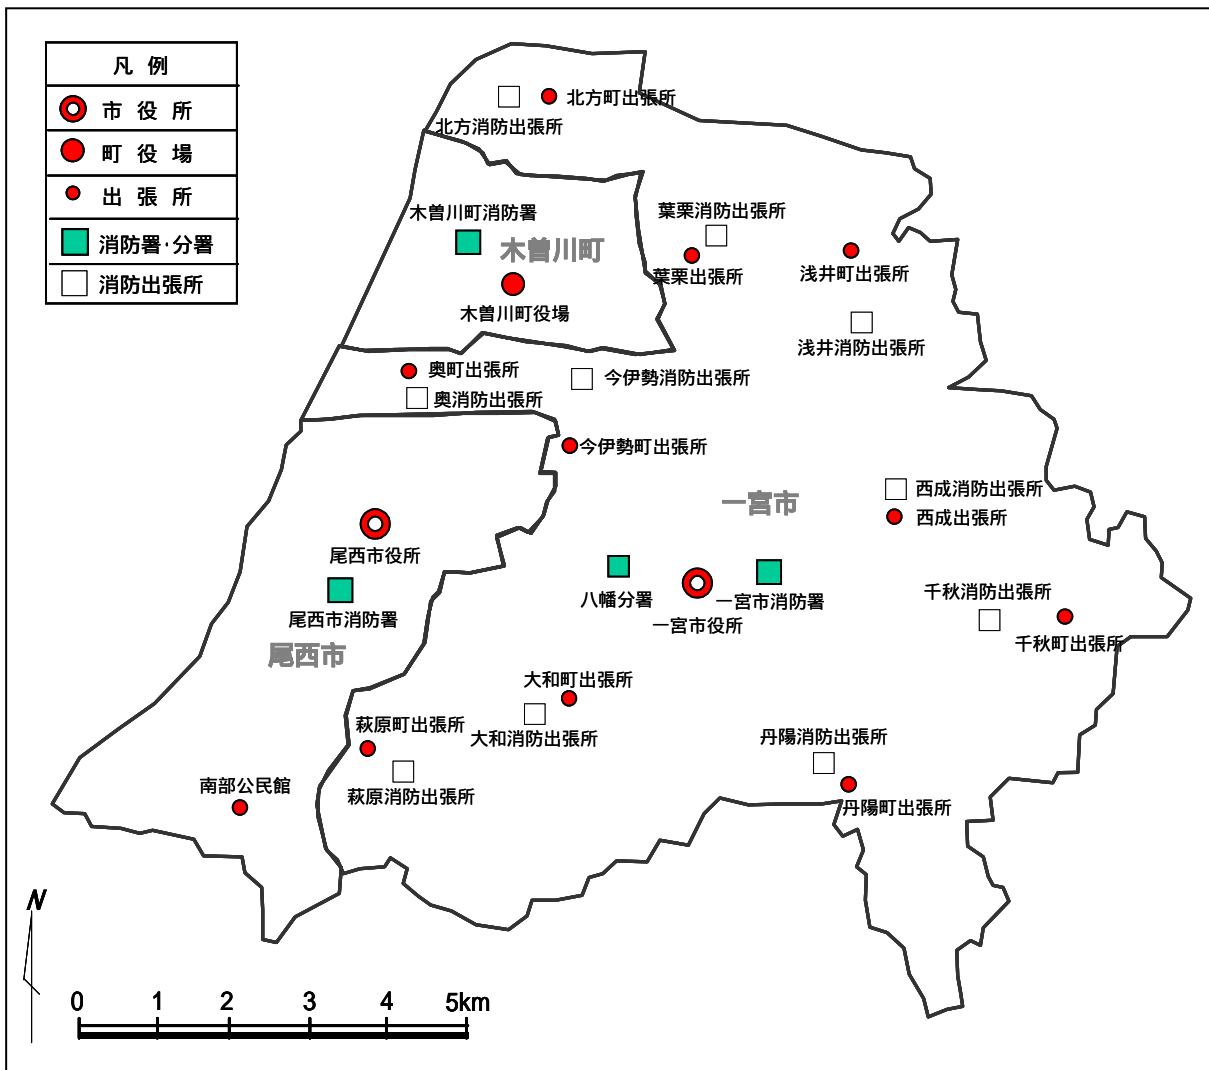 凡 例
市 役 所
町 役 場
出 張 所
消防署・分署
消防出張所
北方町出張所
北方消防出張所
木曽川町消防署
木曽川町
木曽川町役場
葉栗消防出張所
葉栗出張所
浅井町出張所
浅井消防出張所
奥町出張所
奥消防出張所
今伊勢消防出張所
今伊勢町出張所
一宮市
西成消防出張所
西成出張所
尾西市役所
尾西市消防署
尾西市
八幡分署
一宮市役所
一宮市消防署
千秋消防出張所
千秋町出張所
大和町出張所
大和消防出張所
萩原町出張所
萩原消防出張所
丹陽消防出張所
丹陽町出張所
南部公民館
N
0 1 2 3 4 5km